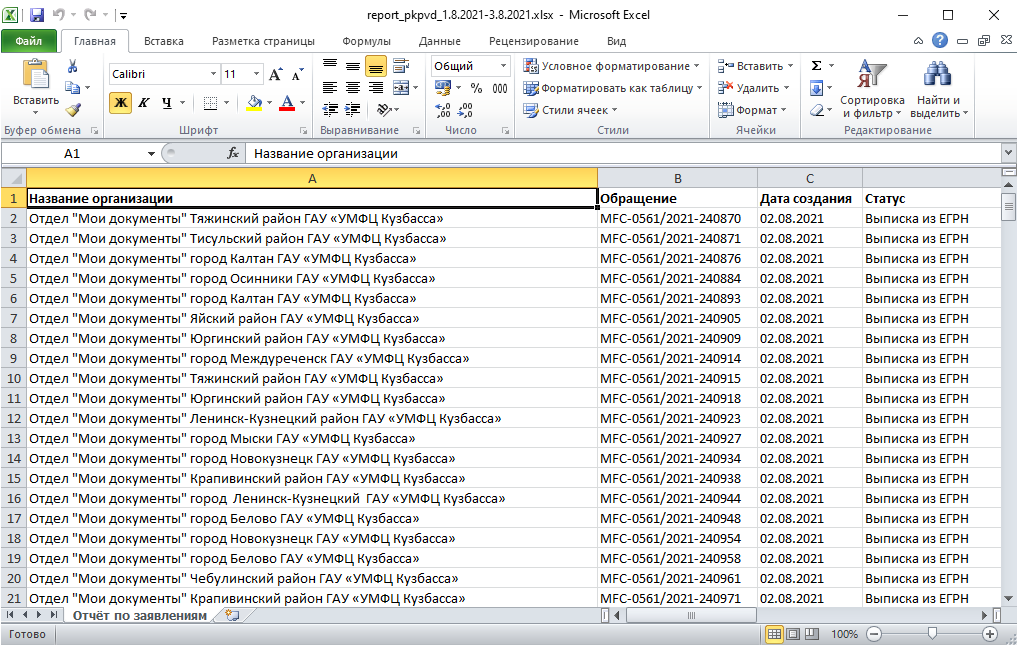 report_pkpvd_1.8.2021-3.8.2021.xlsx - Microsoft Excel
Файл Главная Вставка Разметка страницы Формулы Данные Рецензирование Вид
Вставить
Буфер обмена
Calibri 11
Ж К Ч
Шрифт
Выравнивание
Общий
% 000
Число
Условное форматирование
Форматировать как таблицу
Стили ячеек
Стили
Вставить
Удалить
Формат
Ячейки
Σ
Сортировка и фильтр
Найти и выделить
Редактирование
A1 fx Название организации
A B C
1 Название организации Обращение Дата создания Статус
2 Отдел "Мои документы" Тяжинский район ГАУ «УМФЦ Кузбасса» MFC-0561/2021-240870 02.08.2021 Выписка из ЕГРН
3 Отдел "Мои документы" Тисульский район ГАУ «УМФЦ Кузбасса» MFC-0561/2021-240871 02.08.2021 Выписка из ЕГРН
4 Отдел "Мои документы" город Калтан ГАУ «УМФЦ Кузбасса» MFC-0561/2021-240876 02.08.2021 Выписка из ЕГРН
5 Отдел "Мои документы" город Осинники ГАУ «УМФЦ Кузбасса» MFC-0561/2021-240884 02.08.2021 Выписка из ЕГРН
6 Отдел "Мои документы" город Калтан ГАУ «УМФЦ Кузбасса» MFC-0561/2021-240893 02.08.2021 Выписка из ЕГРН
7 Отдел "Мои документы" Яйский район ГАУ «УМФЦ Кузбасса» MFC-0561/2021-240905 02.08.2021 Выписка из ЕГРН
8 Отдел "Мои документы" Юргинский район ГАУ «УМФЦ Кузбасса» MFC-0561/2021-240909 02.08.2021 Выписка из ЕГРН
9 Отдел "Мои документы" город Междуреченск ГАУ «УМФЦ Кузбасса» MFC-0561/2021-240914 02.08.2021 Выписка из ЕГРН
10 Отдел "Мои документы" Тяжинский район ГАУ «УМФЦ Кузбасса» MFC-0561/2021-240915 02.08.2021 Выписка из ЕГРН
11 Отдел "Мои документы" Юргинский район ГАУ «УМФЦ Кузбасса» MFC-0561/2021-240918 02.08.2021 Выписка из ЕГРН
12 Отдел "Мои документы" Ленинск-Кузнецкий район ГАУ «УМФЦ Кузбасса» MFC-0561/2021-240923 02.08.2021 Выписка из ЕГРН
13 Отдел "Мои документы" город Мыски ГАУ «УМФЦ Кузбасса» MFC-0561/2021-240927 02.08.2021 Выписка из ЕГРН
14 Отдел "Мои документы" город Новокузнецк ГАУ «УМФЦ Кузбасса» MFC-0561/2021-240934 02.08.2021 Выписка из ЕГРН
15 Отдел "Мои документы" Крапивинский район ГАУ «УМФЦ Кузбасса» MFC-0561/2021-240938 02.08.2021 Выписка из ЕГРН
16 Отдел "Мои документы" город Ленинск-Кузнецкий ГАУ «УМФЦ Кузбасса» MFC-0561/2021-240944 02.08.2021 Выписка из ЕГРН
17 Отдел "Мои документы" город Белово ГАУ «УМФЦ Кузбасса» MFC-0561/2021-240948 02.08.2021 Выписка из ЕГРН
18 Отдел "Мои документы" город Новокузнецк ГАУ «УМФЦ Кузбасса» MFC-0561/2021-240954 02.08.2021 Выписка из ЕГРН
19 Отдел "Мои документы" город Белово ГАУ «УМФЦ Кузбасса» MFC-0561/2021-240958 02.08.2021 Выписка из ЕГРН
20 Отдел "Мои документы" Чебулинский район ГАУ «УМФЦ Кузбасса» MFC-0561/2021-240961 02.08.2021 Выписка из ЕГРН
21 Отдел "Мои документы" Крапивинский район ГАУ «УМФЦ Кузбасса» MFC-0561/2021-240971 02.08.2021 Выписка из ЕГРН
Отчёт по заявлениям
Готово 100%